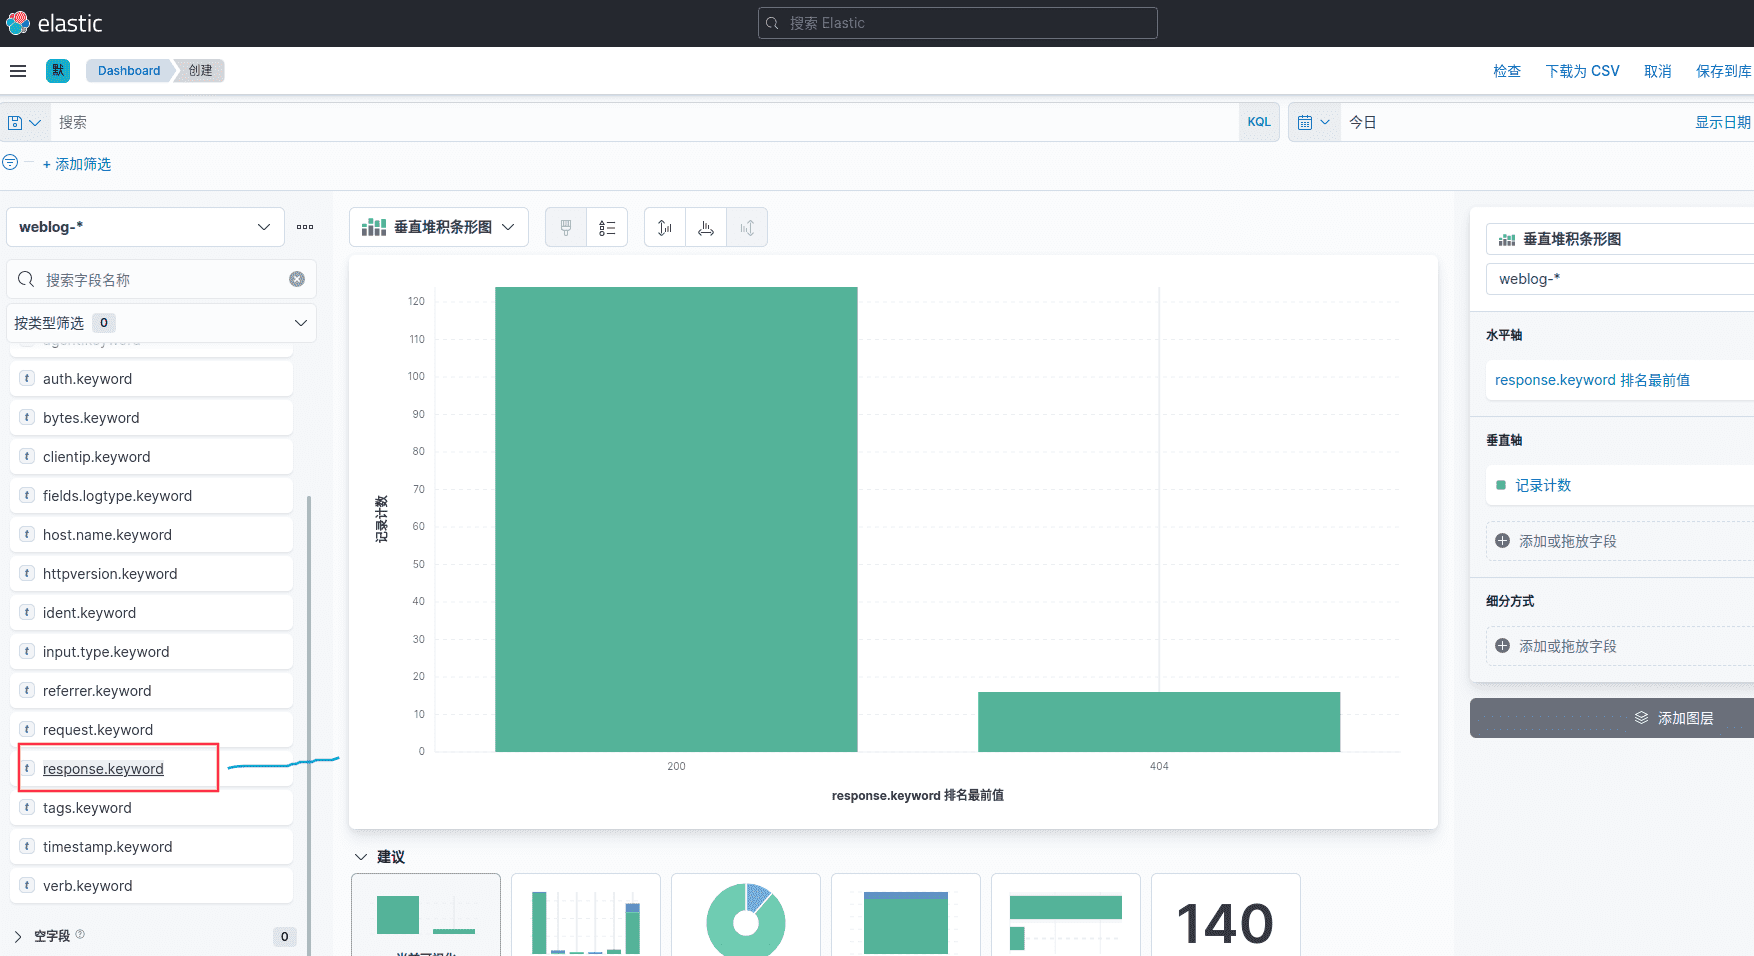 elastic
搜索 Elastic
默
Dashboard
创建
检查
下载为 CSV
取消
保存到库
搜索
KQL
今日
显示日期
+ 添加筛选
weblog-*
搜索字段名称
按类型筛选 0
agent.keyword
t auth.keyword
t bytes.keyword
t clientip.keyword
t fields.logtype.keyword
t host.name.keyword
t httpversion.keyword
t ident.keyword
t input.type.keyword
t referrer.keyword
t request.keyword
t response.keyword
t tags.keyword
t timestamp.keyword
t verb.keyword
空字段 0
垂直堆积条形图
120
110
100
90
80
70
60
50
40
30
20
10
0
记录计数
200
404
response.keyword 排名最前值
建议
当前可视化
140
垂直堆积条形图
weblog-*
水平轴
response.keyword 排名最前值
垂直轴
记录计数
添加或拖放字段
细分方式
添加或拖放字段
添加图层